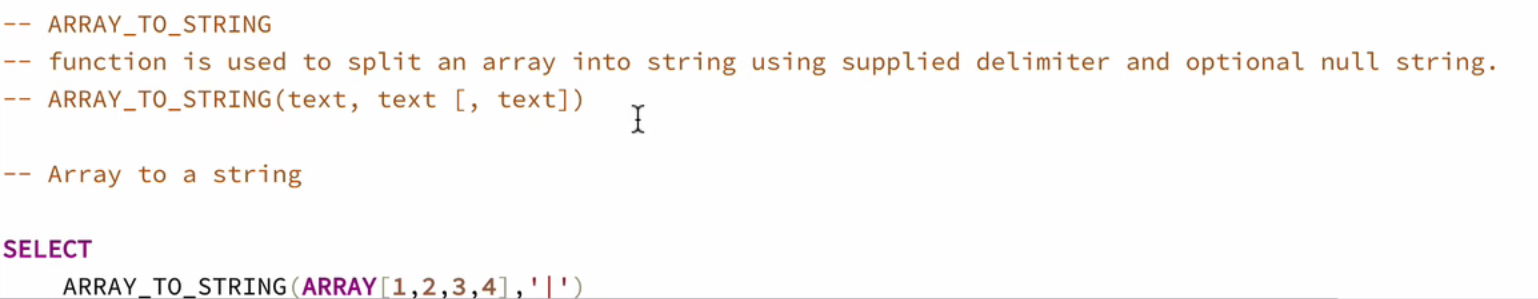 -- ARRAY_TO_STRING
-- function is used to split an array into string using supplied delimiter and optional null string.
-- ARRAY_TO_STRING(text, text [, text])
-- Array to a string
SELECT
ARRAY_TO_STRING(ARRAY[1,2,3,4],'|')